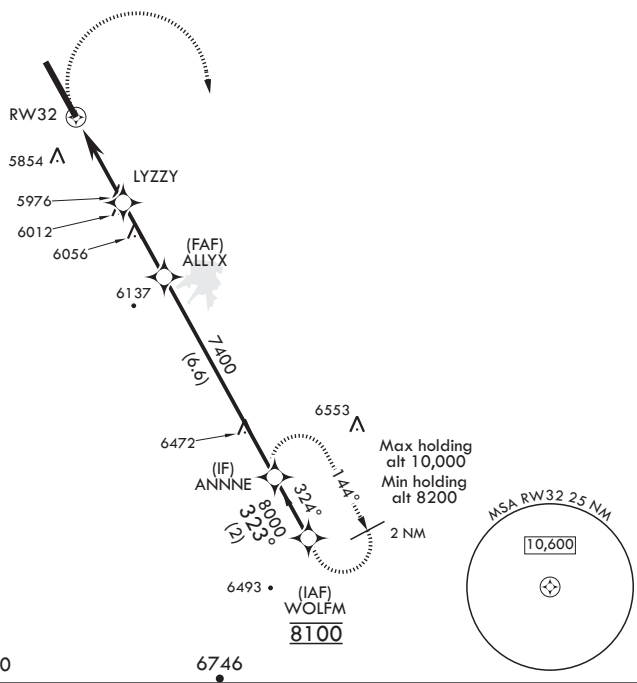 RW32
5854
LYZZY
5976
6012
6056
(FAF)
ALLYX
6137
7400
(6.6)
6553
6472
Max holding
alt 10,000
Min holding
alt 8200
(IF)
ANNNE
324°
144°
8000
323°
(2)
2 NM
MSA RW32 25 NM
10,600
6493
(IAF)
WOLFM
8100
0
6746